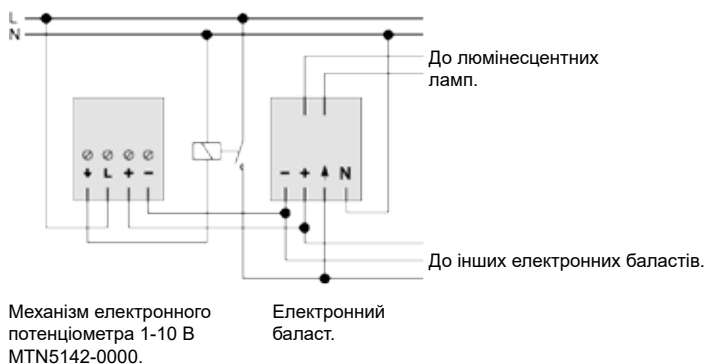 L
N
До люмінесцентних
ламп.
↓ L + −
− + ↑ N
До інших електронних баластів.
Механізм електронного
потенціометра 1-10 В
MTN5142-0000.
Електронний
баласт.